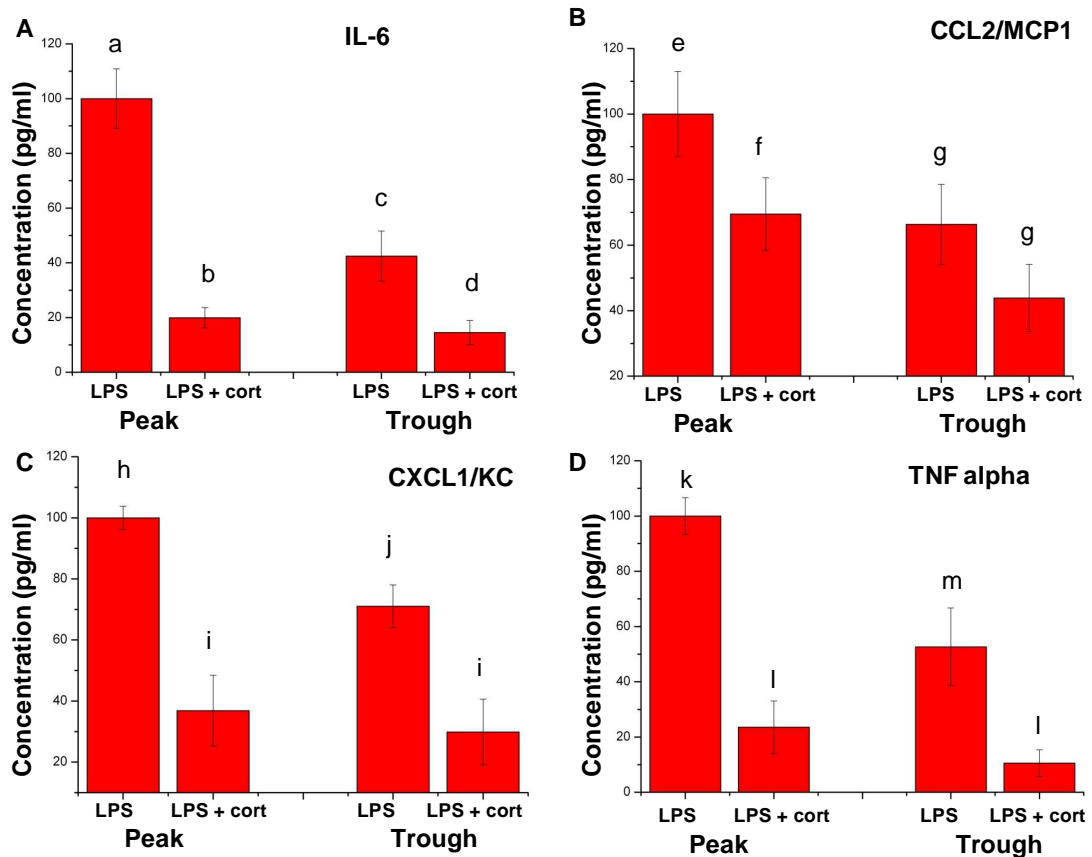 A
IL-6
Concentration (pg/ml)
120
100
80
60
40
20
0
a
b
c
d
LPS
LPS + cort
LPS
LPS + cort
Peak
Trough
B
CCL2/MCP1
Concentration (pg/ml)
120
100
80
60
40
20
e
f
g
g
LPS
LPS + cort
LPS
LPS + cort
Peak
Trough
C
CXCL1/KC
Concentration (pg/ml)
120
100
80
60
40
20
h
i
j
i
LPS
LPS + cort
LPS
LPS + cort
Peak
Trough
D
TNF alpha
Concentration (pg/ml)
120
100
80
60
40
20
0
k
l
m
l
LPS
LPS + cort
LPS
LPS + cort
Peak
Trough